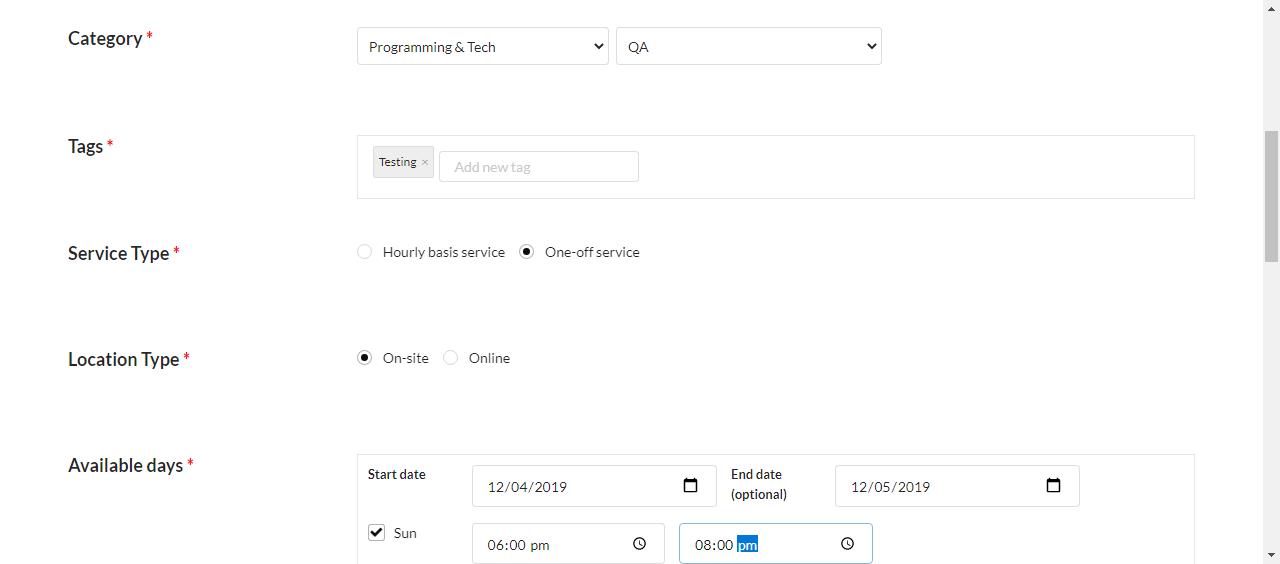 Category *
Programming & Tech
QA
Tags *
Testing ×
Add new tag
Service Type *
Hourly basis service
One-off service
Location Type *
On-site
Online
Available days *
Start date
12/04/2019
End date
(optional)
12/05/2019
Sun
06:00 pm
08:00 pm